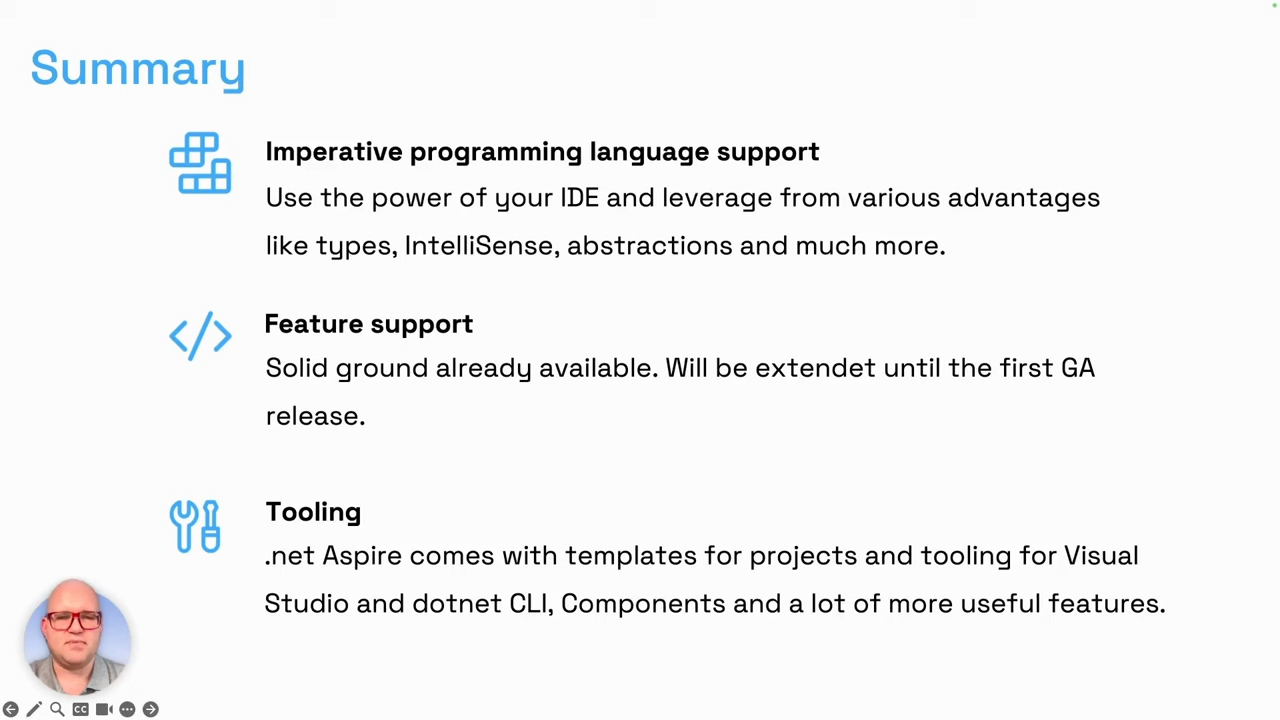 Summary
Imperative programming language support
Use the power of your IDE and leverage from various advantages
like types, IntelliSense, abstractions and much more.
Feature support
Solid ground already available. Will be extendet until the first GA
release.
Tooling
.net Aspire comes with templates for projects and tooling for Visual
Studio and dotnet CLI, Components and a lot of more useful features.
CC